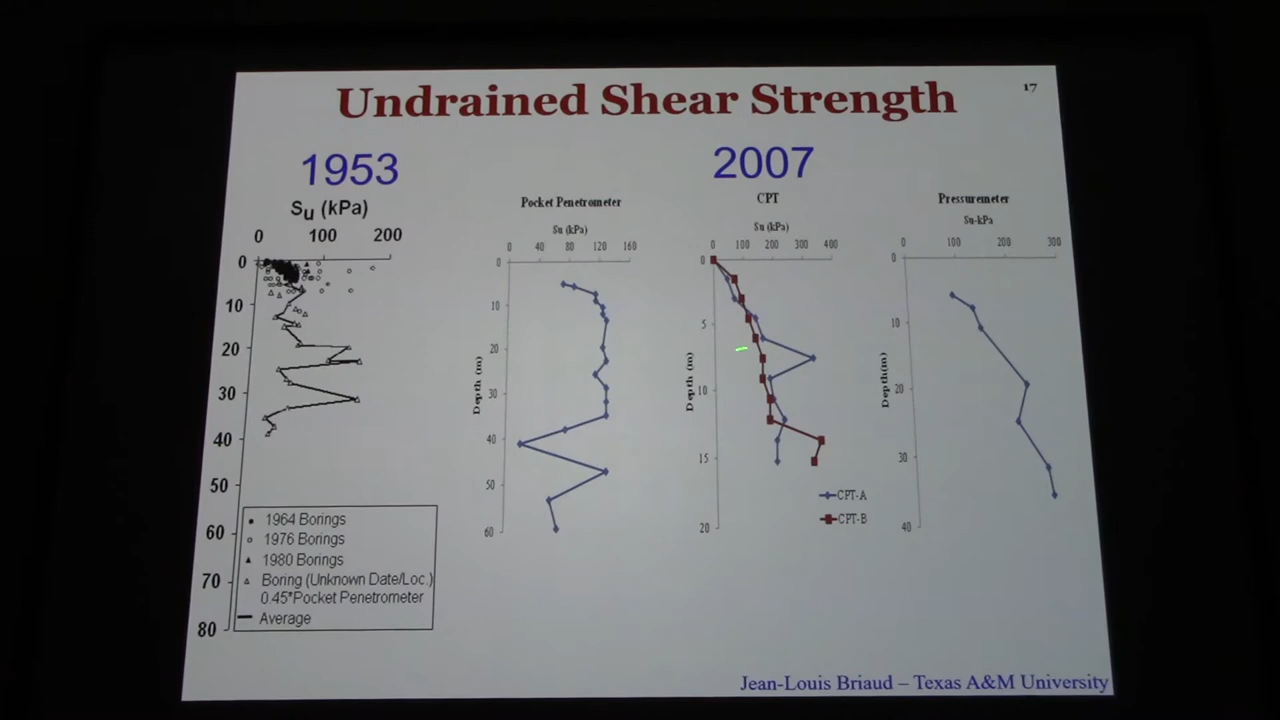 Undrained Shear Strength
17
1953
2007
Su (kPa)
0 100 200
0
10
20
30
40
50
60
70
80
1964 Borings
1976 Borings
1980 Borings
Boring (Unknown Date/Loc.)
0.45*Pocket Penetrometer
Average
Pocket Penetrometer
Su (kPa)
0 40 80 120 160
0
10
20
30
40
50
60
Depth (m)
CPT
Su (kPa)
0 100 200 300 400
0
5
10
15
20
Depth (m)
CPT-A
CPT-B
Pressuremeter
Su-kPa
0 100 200 300
0
10
20
30
40
Depth(m)
Jean-Louis Briaud – Texas A&M University